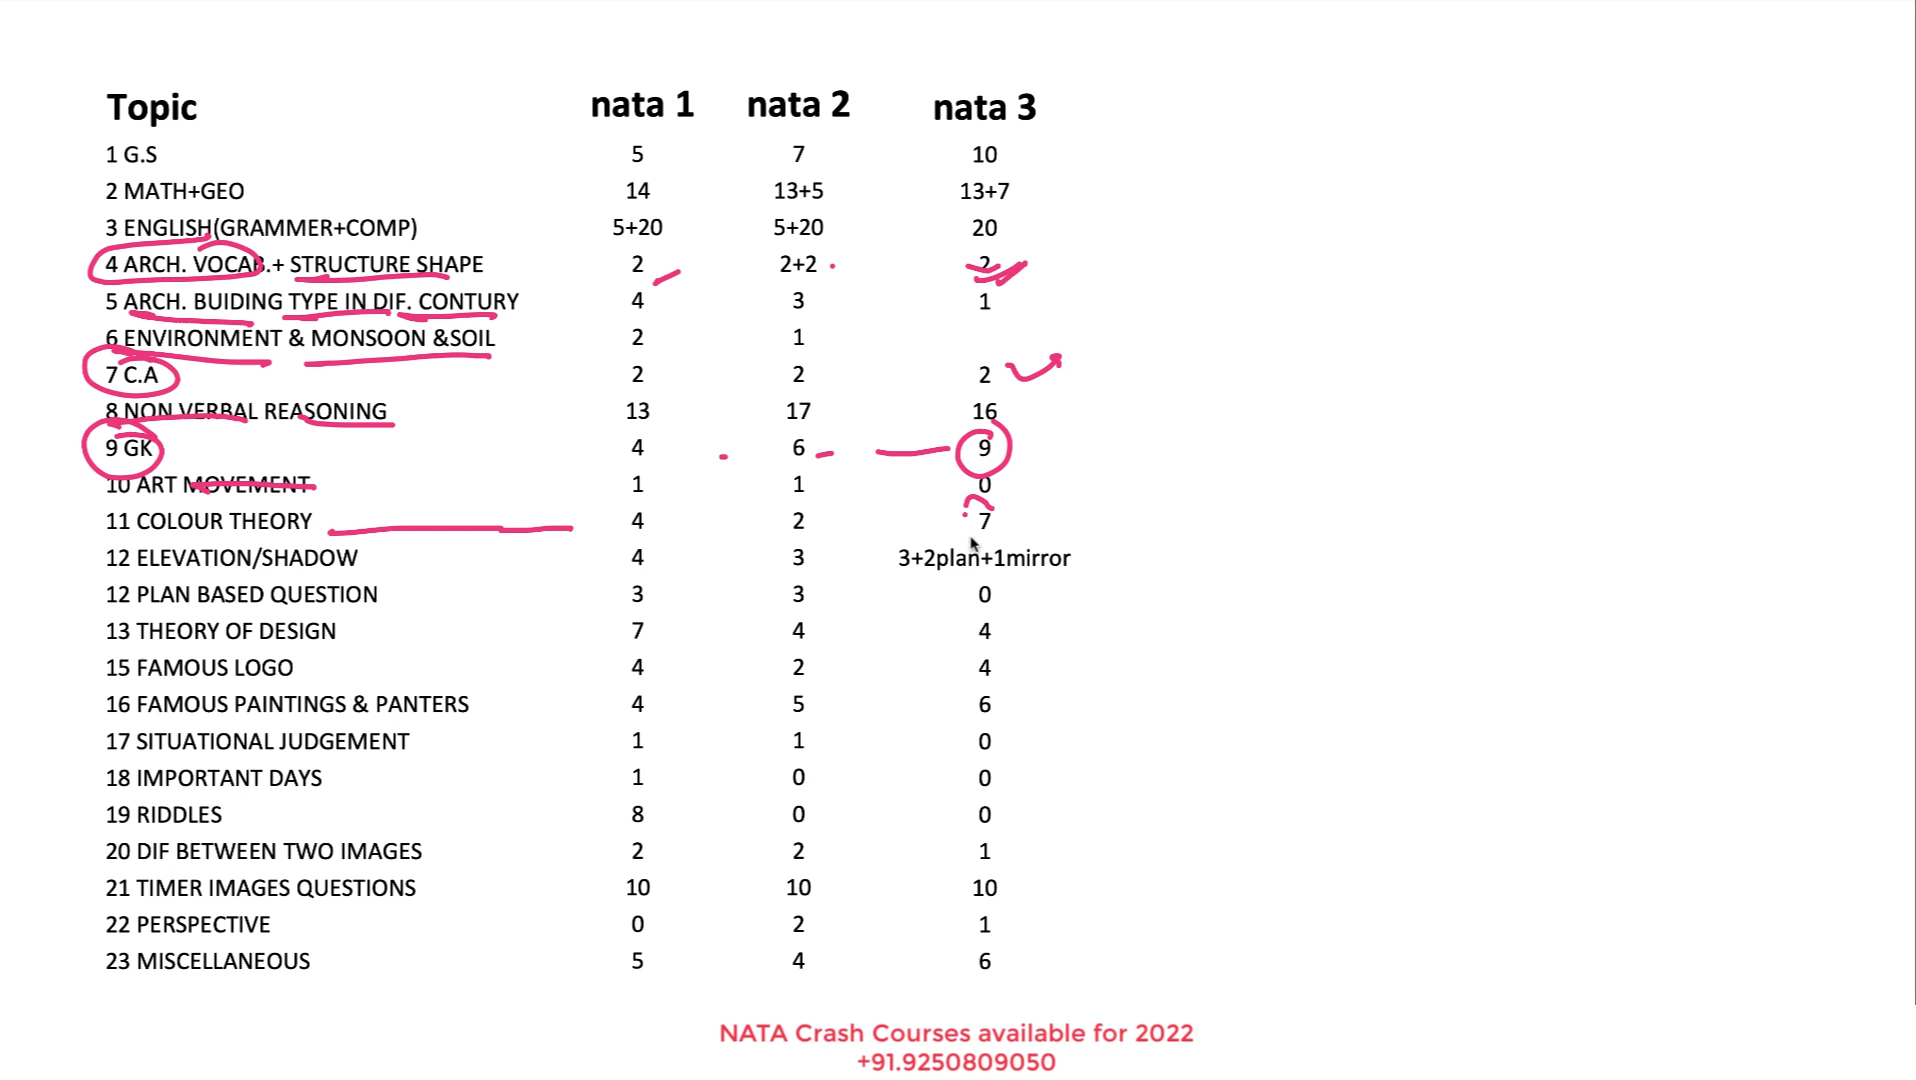 Topic nata 1 nata 2 nata 3
1 G.S 5 7 10
2 MATH+GEO 14 13+5 13+7
3 ENGLISH(GRAMMER+COMP) 5+20 5+20 20
4 ARCH. VOCAB.+ STRUCTURE SHAPE 2 2+2 2
5 ARCH. BUIDING TYPE IN DIF. CONTURY 4 3 1
6 ENVIRONMENT & MONSOON &SOIL 2 1
7 C.A 2 2 2
8 NON VERBAL REASONING 13 17 16
9 GK 4 6 9
10 ART MOVEMENT 1 1 0
11 COLOUR THEORY 4 2 7
12 ELEVATION/SHADOW 4 3 3+2plan+1mirror
12 PLAN BASED QUESTION 3 3 0
13 THEORY OF DESIGN 7 4 4
15 FAMOUS LOGO 4 2 4
16 FAMOUS PAINTINGS & PANTERS 4 5 6
17 SITUATIONAL JUDGEMENT 1 1 0
18 IMPORTANT DAYS 1 0 0
19 RIDDLES 8 0 0
20 DIF BETWEEN TWO IMAGES 2 2 1
21 TIMER IMAGES QUESTIONS 10 10 10
22 PERSPECTIVE 0 2 1
23 MISCELLANEOUS 5 4 6
NATA Crash Courses available for 2022
+91.9250809050